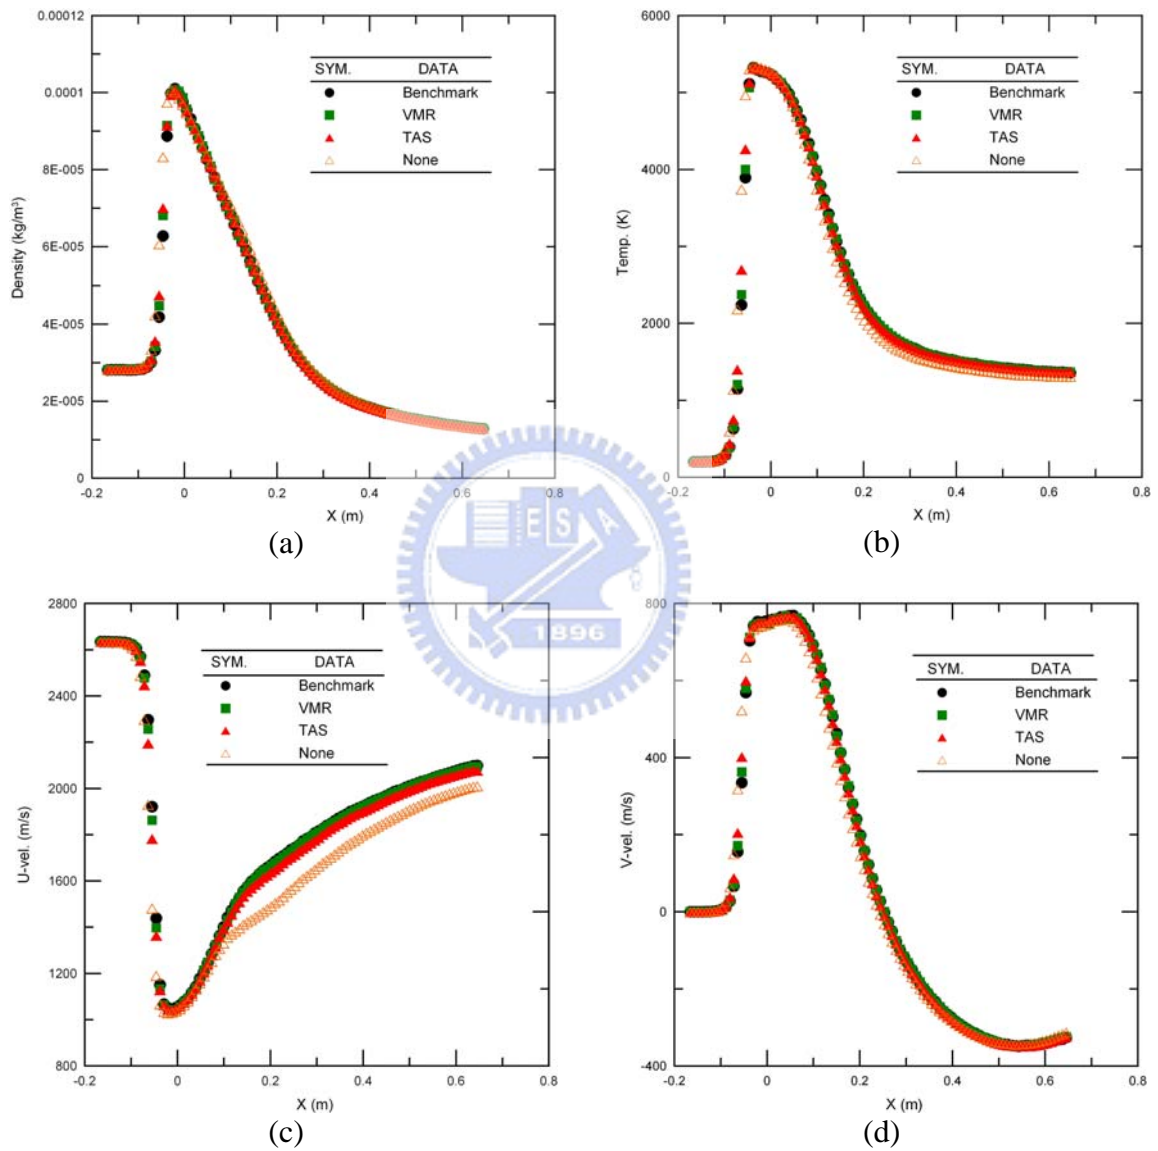 0.00012
0.0001
8E-005
6E-005
4E-005
2E-005
0
Density (kg/m³)
SYM. DATA
Benchmark
VMR
TAS
None
-0.2 0 0.2 0.4 0.6 0.8
X (m)
(a)
6000
4000
2000
0
Temp. (K)
SYM. DATA
Benchmark
VMR
TAS
None
-0.2 0 0.2 0.4 0.6 0.8
X (m)
(b)
E S A
1896
2800
2400
2000
1600
1200
800
U-vel. (m/s)
SYM. DATA
Benchmark
VMR
TAS
None
-0.2 0 0.2 0.4 0.6 0.8
X (m)
(c)
800
400
0
-400
V-vel. (m/s)
SYM. DATA
Benchmark
VMR
TAS
None
-0.2 0 0.2 0.4 0.6 0.8
X (m)
(d)